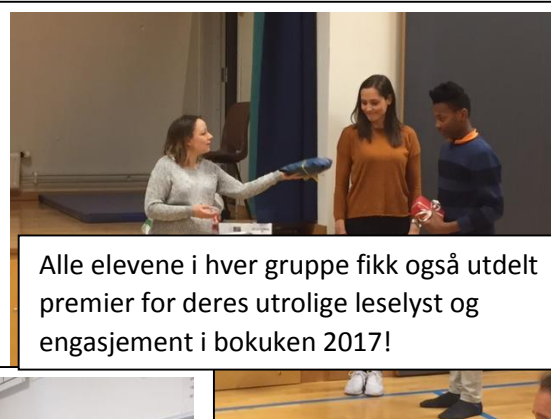 Alle elevene i hver gruppe fikk også utdelt
premier for deres utrolige leselyst og
engasjement i bokuken 2017!